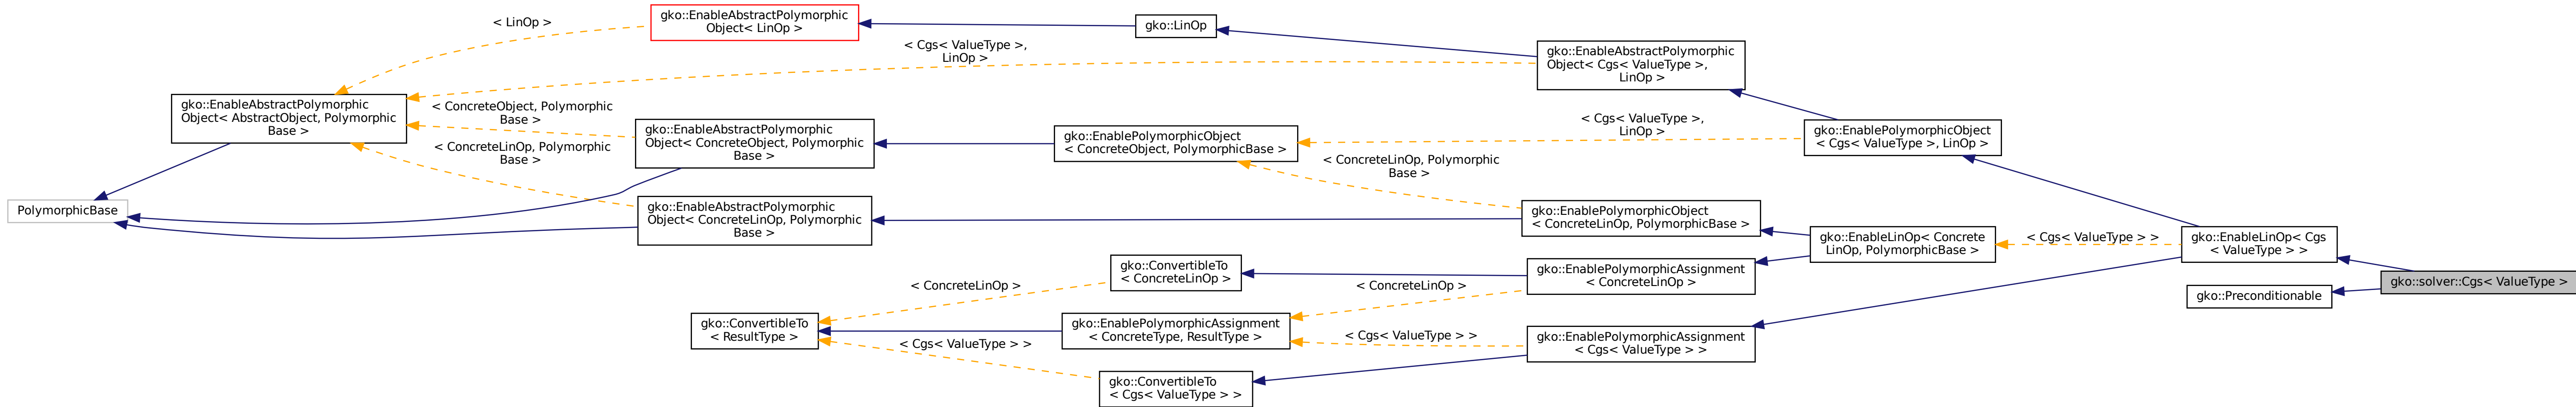 gko::EnableAbstractPolymorphic
Object< LinOp >
< LinOp >
gko::LinOp
< Cgs< ValueType >,
LinOp >
gko::EnableAbstractPolymorphic
Object< Cgs< ValueType >,
LinOp >
gko::EnableAbstractPolymorphic
Object< AbstractObject, Polymorphic
Base >
< ConcreteObject, Polymorphic
Base >
gko::EnableAbstractPolymorphic
Object< ConcreteObject, Polymorphic
Base >
gko::EnablePolymorphicObject
< ConcreteObject, PolymorphicBase >
< Cgs< ValueType >,
LinOp >
gko::EnablePolymorphicObject
< Cgs< ValueType >, LinOp >
< ConcreteLinOp, Polymorphic
Base >
< ConcreteLinOp, Polymorphic
Base >
PolymorphicBase
gko::EnableAbstractPolymorphic
Object< ConcreteLinOp, Polymorphic
Base >
gko::EnablePolymorphicObject
< ConcreteLinOp, PolymorphicBase >
gko::EnableLinOp< Concrete
LinOp, PolymorphicBase >
< Cgs< ValueType > >
gko::EnableLinOp< Cgs
< ValueType > >
gko::ConvertibleTo
< ConcreteLinOp >
gko::EnablePolymorphicAssignment
< ConcreteLinOp >
gko::solver::Cgs< ValueType >
< ConcreteLinOp >
< ConcreteLinOp >
gko::Preconditionable
gko::ConvertibleTo
< ResultType >
gko::EnablePolymorphicAssignment
< ConcreteType, ResultType >
< Cgs< ValueType > >
< Cgs< ValueType > >
gko::EnablePolymorphicAssignment
< Cgs< ValueType > >
gko::ConvertibleTo
< Cgs< ValueType > >